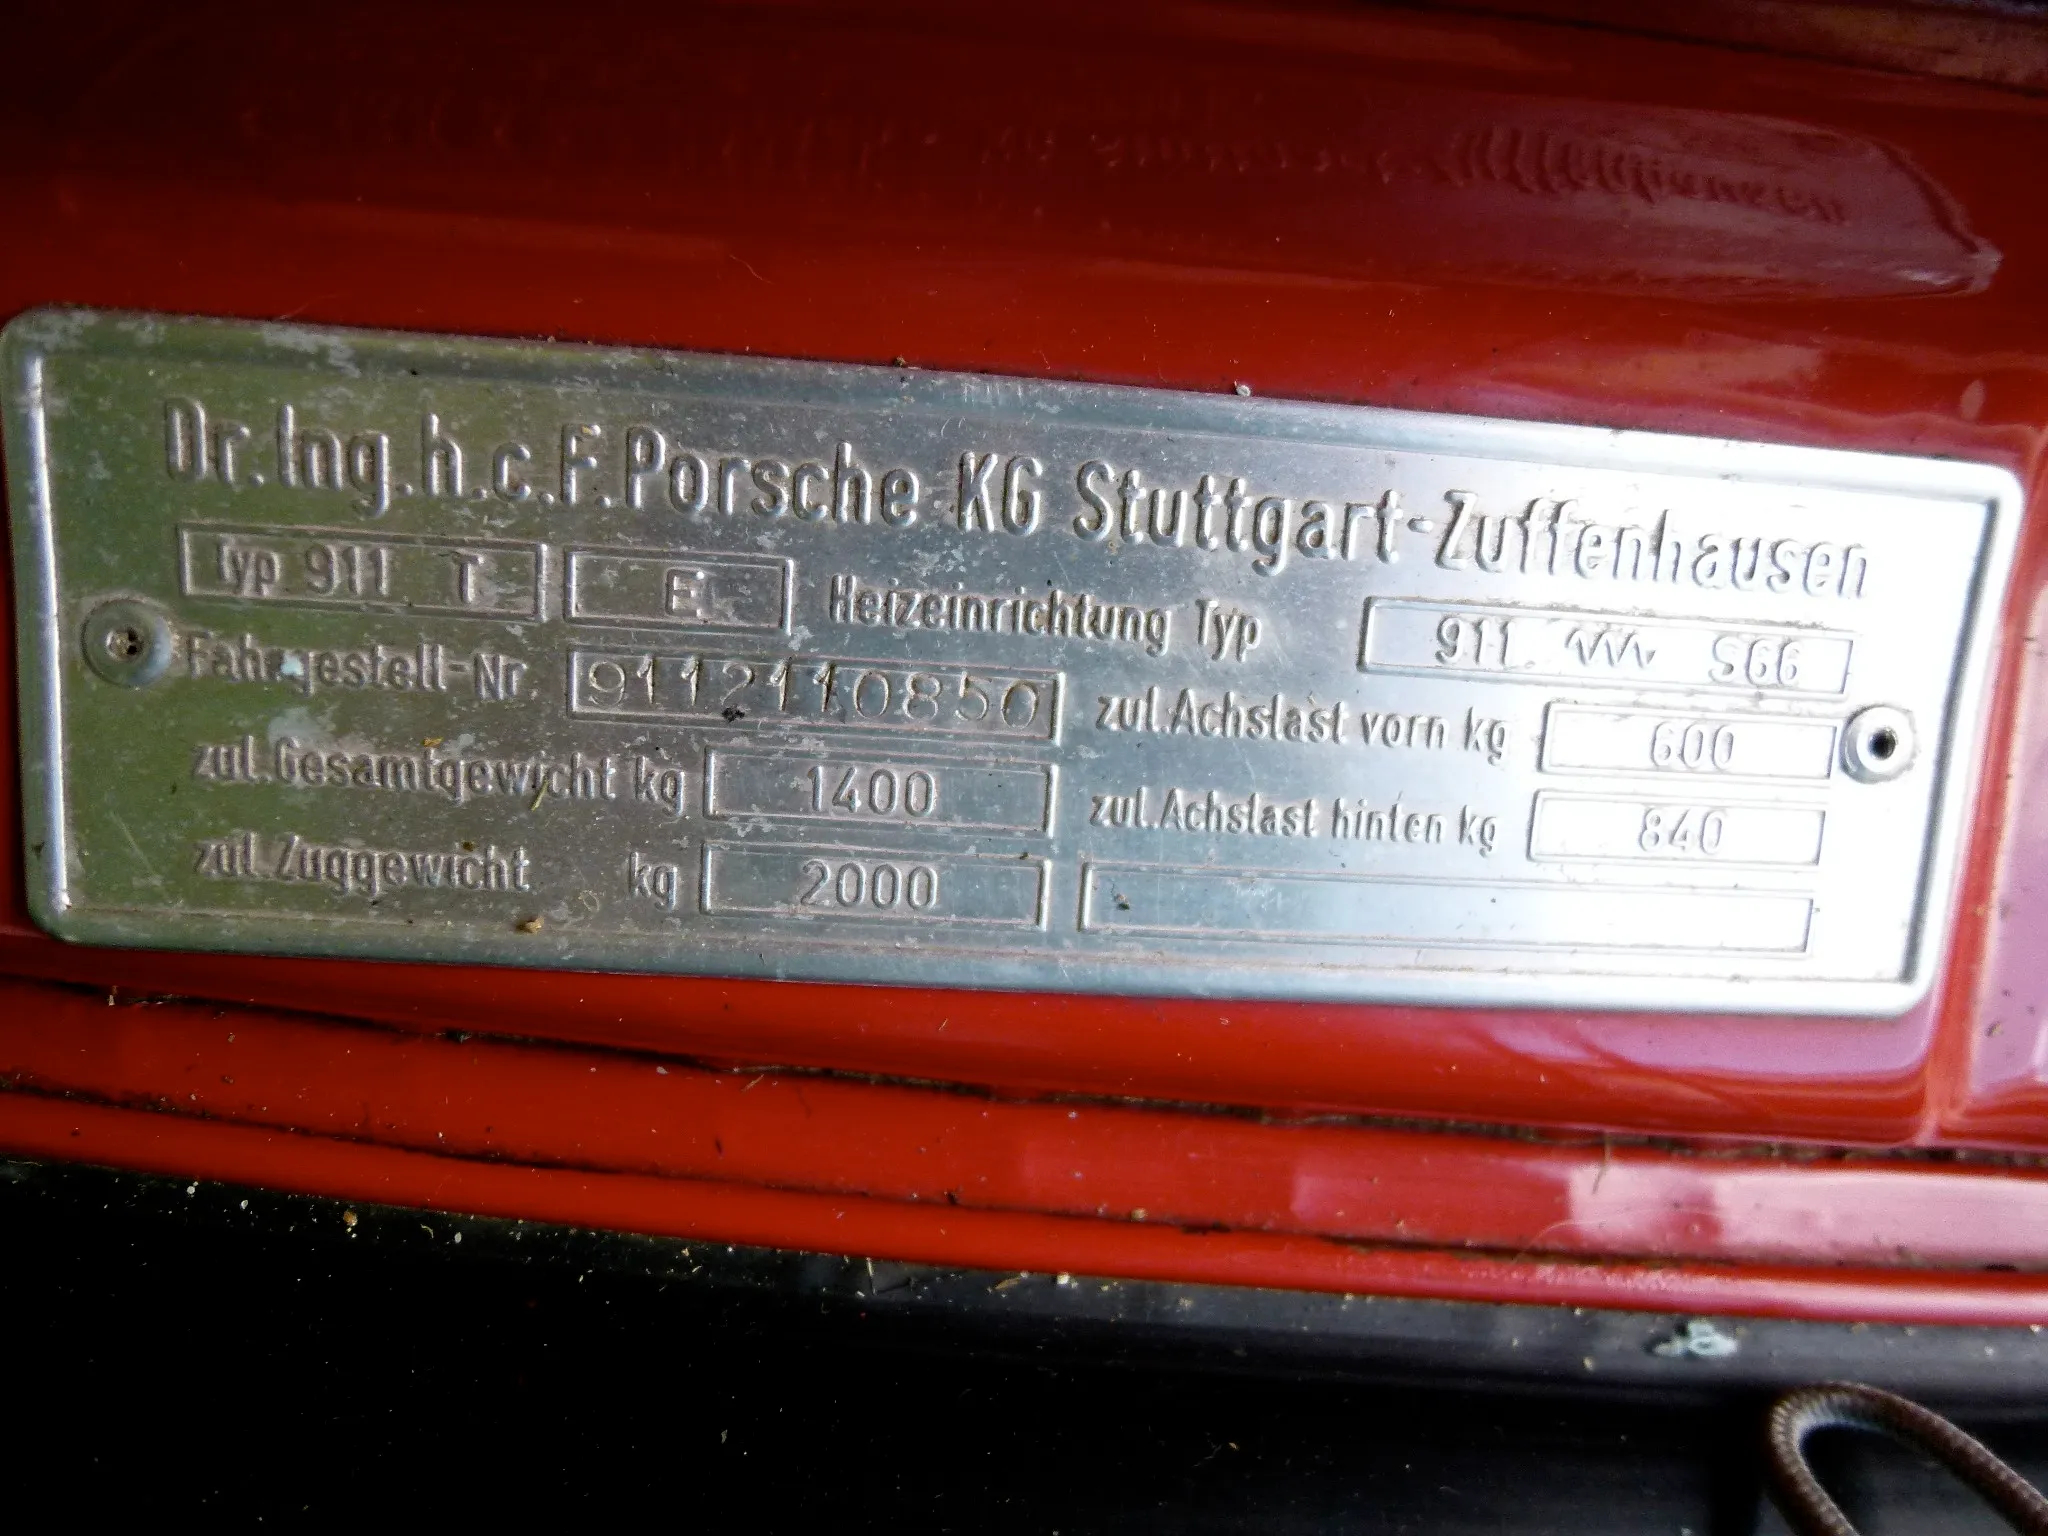 Dr.Ing.h.c.F.Porsche KG Stuttgart-Zuffenhausen
Typ 911 T E Heizeinrichtung Typ 911 S66
Fahrgestell-Nr. 9112110850 zul.Achslast vorn kg 600
zul.Gesamtgewicht kg 1400 zul.Achslast hinten kg 840
zul.Zuggewicht kg 2000